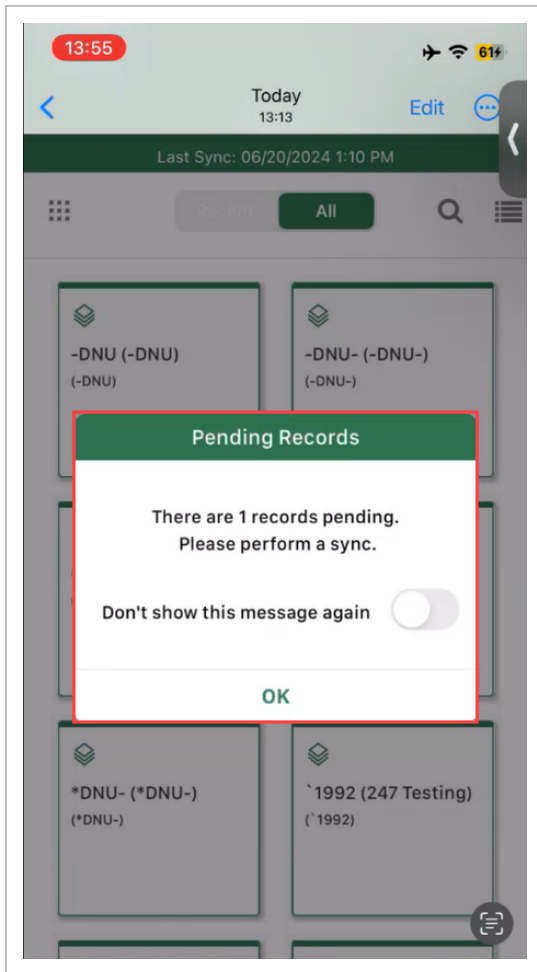 13:55
61
Today
13:13
Edit
Last Sync: 06/20/2024 1:10 PM
Recent
All
-DNU (-DNU)
(-DNU)
-DNU- (-DNU-)
(-DNU-)
Pending Records
There are 1 records pending.
Please perform a sync.
Don't show this message again
OK
*DNU- (*DNU-)
(*DNU-)
`1992 (247 Testing)
(`1992)